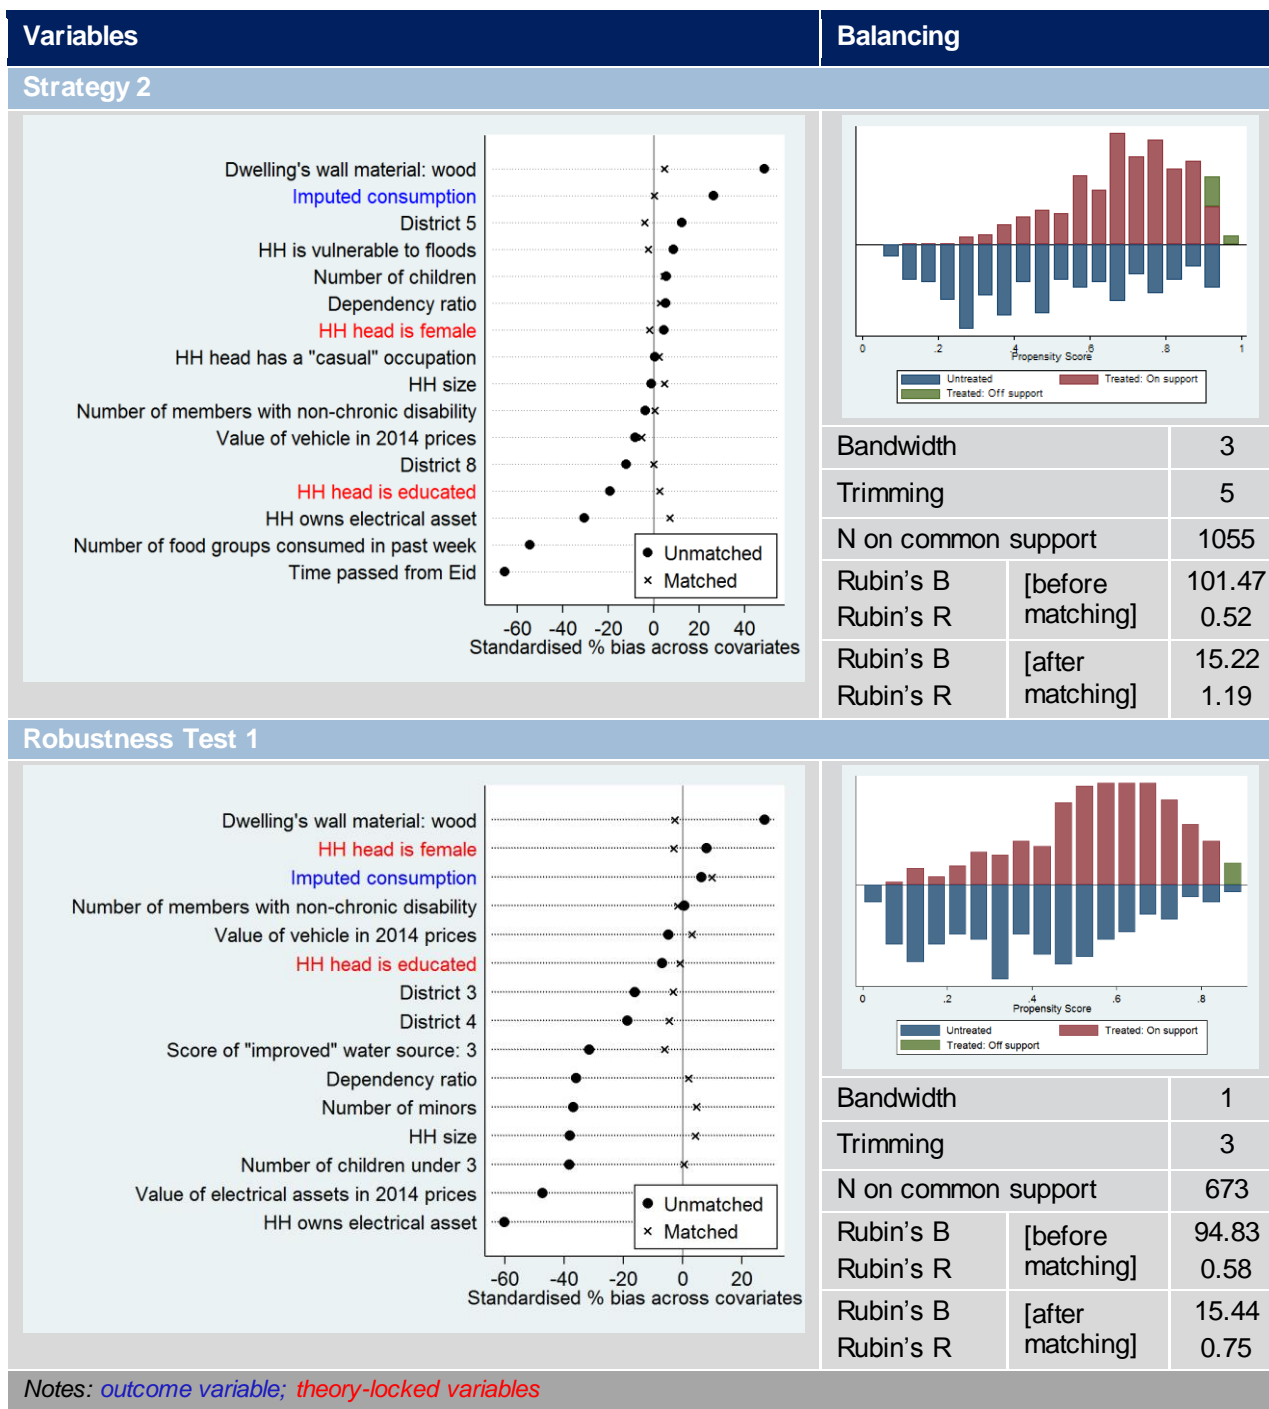 Variables
Balancing
Strategy 2
Dwelling's wall material: wood
Imputed consumption
District 5
HH is vulnerable to floods
Number of children
Dependency ratio
HH head is female
HH head has a "casual" occupation
HH size
Number of members with non-chronic disability
Value of vehicle in 2014 prices
District 8
HH head is educated
HH owns electrical asset
Number of food groups consumed in past week
Time passed from Eid
Unmatched
Matched
-60 -40 -20 0 20 40
Standardised % bias across covariates
0 .2 .4 .6 .8 1
Propensity Score
Untreated Treated: On support
Treated: Off support
Bandwidth 3
Trimming 5
N on common support 1055
Rubin's B [before 101.47
Rubin's R matching] 0.52
Rubin's B [after 15.22
Rubin's R matching] 1.19
Robustness Test 1
Dwelling's wall material: wood
HH head is female
Imputed consumption
Number of members with non-chronic disability
Value of vehicle in 2014 prices
HH head is educated
District 3
District 4
Score of "improved" water source: 3
Dependency ratio
Number of minors
HH size
Number of children under 3
Value of electrical assets in 2014 prices
HH owns electrical asset
Unmatched
Matched
-60 -40 -20 0 20
Standardised % bias across covariates
0 .2 .4 .6 .8
Propensity Score
Untreated Treated: On support
Treated: Off support
Bandwidth 1
Trimming 3
N on common support 673
Rubin's B [before 94.83
Rubin's R matching] 0.58
Rubin's B [after 15.44
Rubin's R matching] 0.75
Notes: outcome variable; theory-locked variables